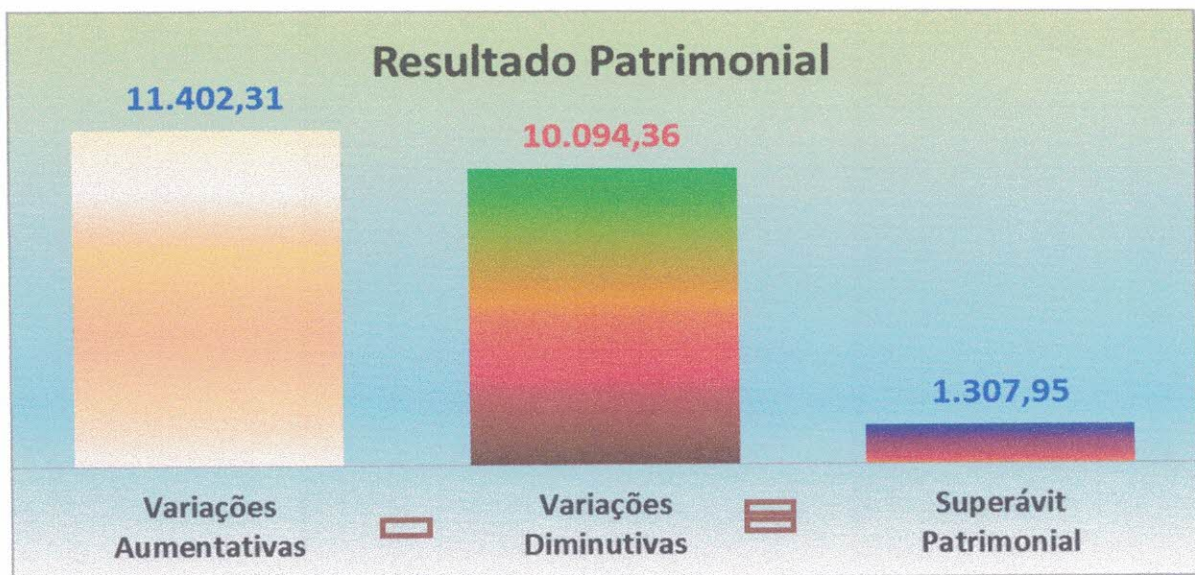 Resultado Patrimonial
11.402,31
10.094,36
1.307,95
Variações
Aumentativas
Variações
Diminutivas
Superávit
Patrimonial